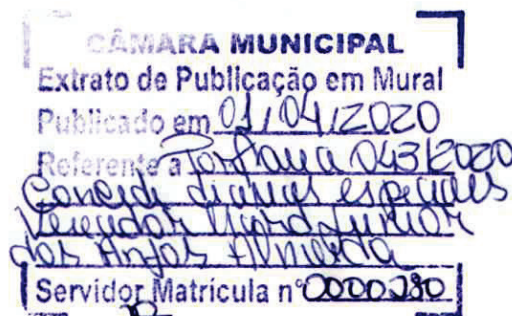 CÂMARA MUNICIPAL
Extrato de Publicação em Mural
Publicado em 01/04/2020
Referente a Portaria 043/2020
Concede diárias especiais
Vereador Junior
dos Anjos Almeida
Servidor Matrícula nº